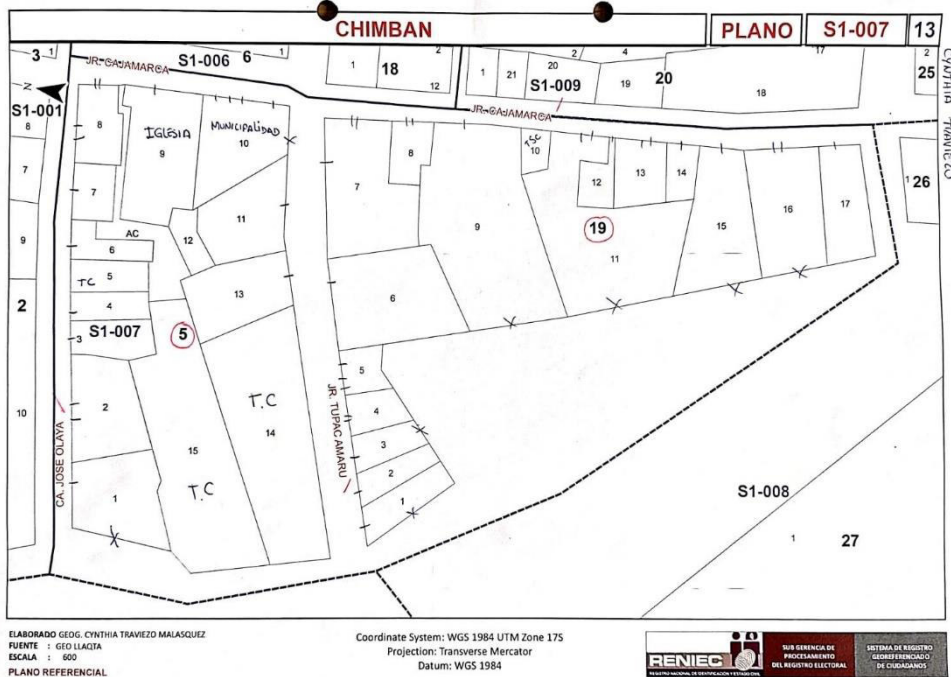 CHIMBAN
PLANO
S1-007
13
3
1
S1-006
6
1
1
18
2
12
1
21
2
20
S1-009
4
19
20
17
18
2
25
N
S1-001
JR. CAJAMARCA
JR. CAJAMARCA
8
7
9
2
10
8
IGLESIA
9
MUNICIPALIDAD
10
7
AC
6
12
11
TC
5
4
13
S1-007
3
5
2
T.C
14
15
T.C
1
CA. JOSE OLAYA
JR. TUPAC AMARU
7
8
9
10
12
13
14
19
11
15
16
17
1
26
6
5
4
3
2
1
S1-008
1
27
ELABORADO GEOG. CYNTHIA TRAVIEZO MALASQUEZ
FUENTE : GEO LLAQTA
ESCALA : 600
PLANO REFERENCIAL
Coordinate System: WGS 1984 UTM Zone 17S
Projection: Transverse Mercator
Datum: WGS 1984
RENIEC
REGISTRO NACIONAL DE IDENTIFICACIÓN Y ESTADO CIVIL
SUB GERENCIA DE
PROCESAMIENTO
DEL REGISTRO ELECTORAL
SISTEMA DE REGISTRO
GEOREFERENCIADO
DE CIUDADANOS